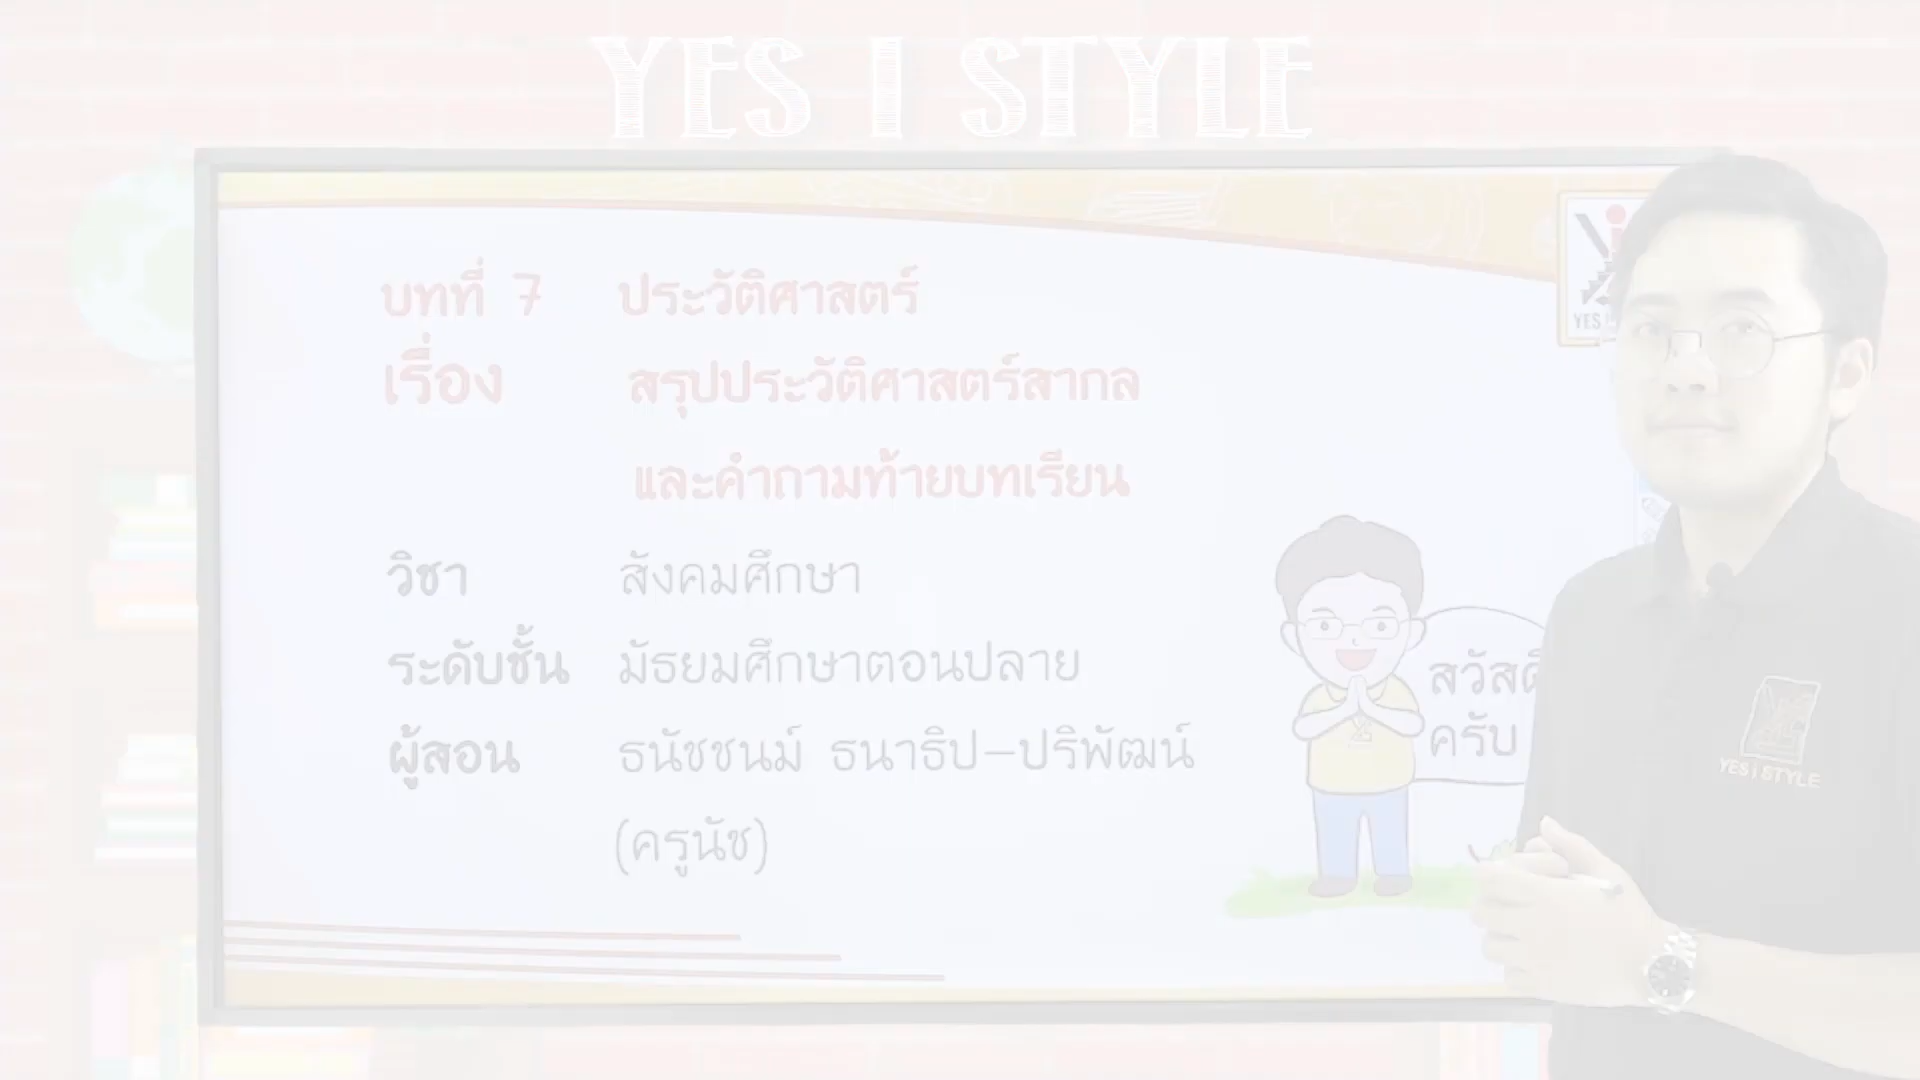 YES I STYLE
บทที่ 7 ประวัติศาสตร์
เรื่อง สรุปประวัติศาสตร์สากล
และคำถามท้ายบทเรียน
วิชา สังคมศึกษา
ระดับชั้น มัธยมศึกษาตอนปลาย
ผู้สอน ธนัชชนม์ ธนาธิป-ปริพัฒน์
(ครูนัช)
ครับ
YES I STYLE